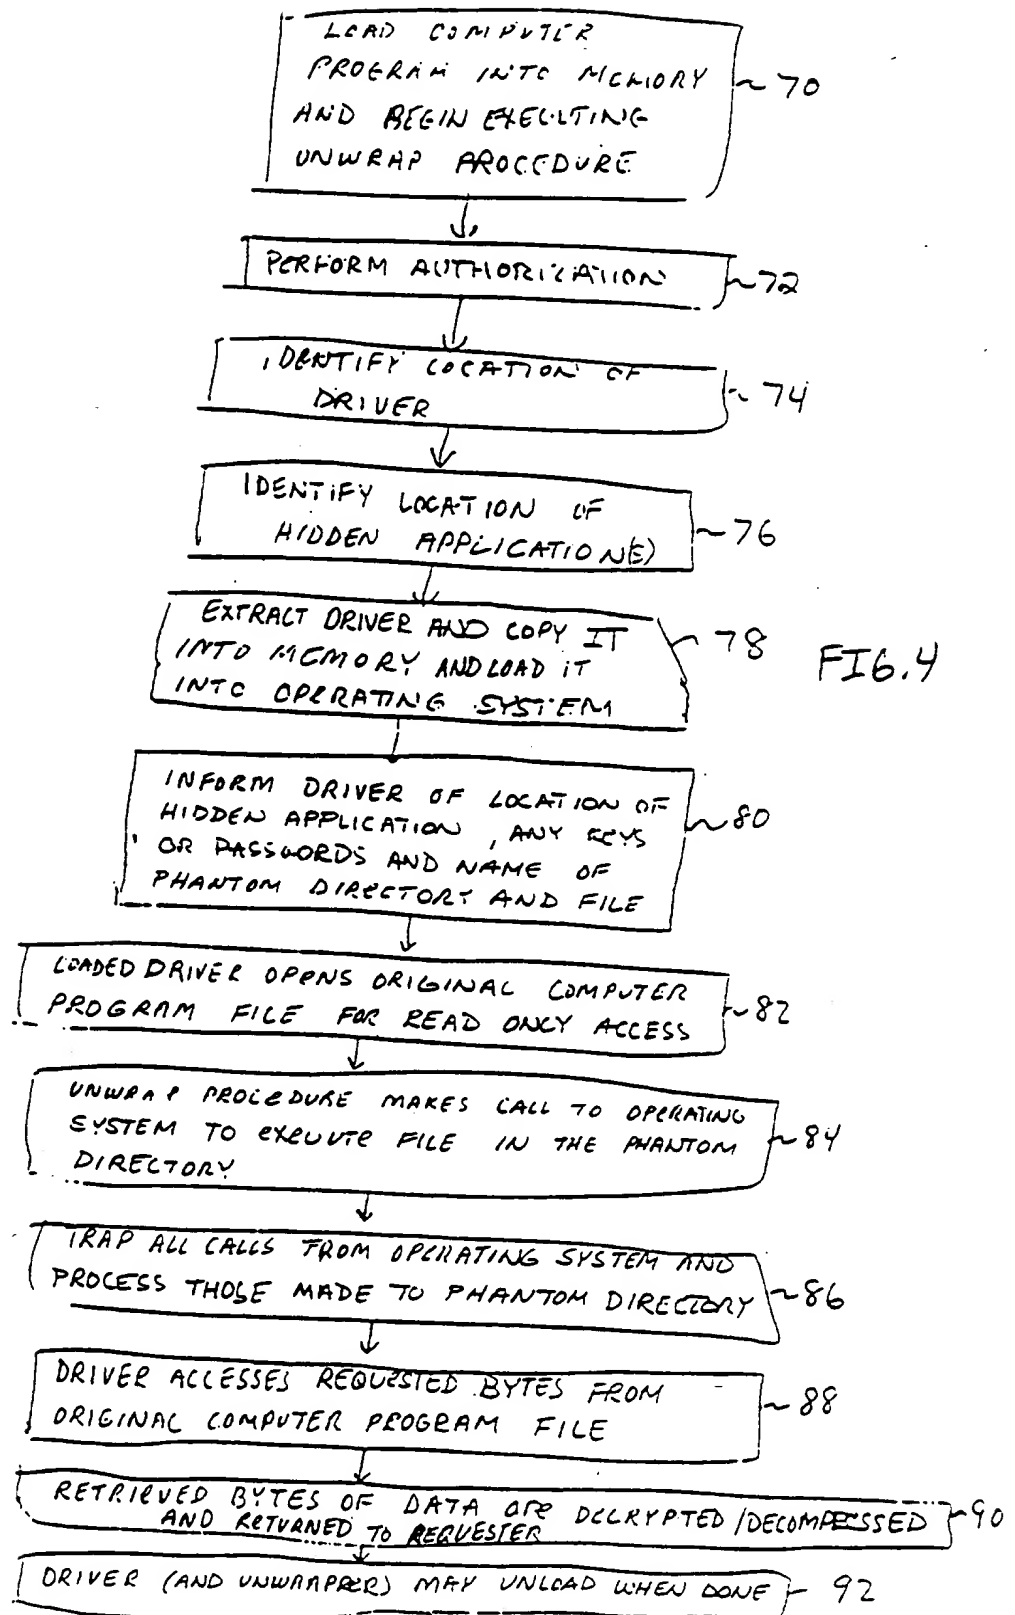 LOAD COMPUTER
PROGRAM INTO MEMORY
AND BEGIN EXECUTING
UNWRAP PROCEDURE
70
PERFORM AUTHORIZATION
72
IDENTIFY LOCATION OF
DRIVER
74
IDENTIFY LOCATION OF
HIDDEN APPLICATION(S)
76
EXTRACT DRIVER AND COPY IT
INTO MEMORY AND LOAD IT
INTO OPERATING SYSTEM
78
FIG.4
INFORM DRIVER OF LOCATION OF
HIDDEN APPLICATION, ANY KEYS
OR PASSWORDS AND NAME OF
PHANTOM DIRECTORY AND FILE
80
LOADED DRIVER OPENS ORIGINAL COMPUTER
PROGRAM FILE FOR READ ONLY ACCESS
82
UNWRAP PROCEDURE MAKES CALL TO OPERATING
SYSTEM TO EXECUTE FILE IN THE PHANTOM
DIRECTORY
84
TRAP ALL CALLS FROM OPERATING SYSTEM AND
PROCESS THOSE MADE TO PHANTOM DIRECTORY
86
DRIVER ACCESSES REQUESTED BYTES FROM
ORIGINAL COMPUTER PROGRAM FILE
88
RETRIEVED BYTES OF DATA ARE DECRYPTED/DECOMPRESSED
AND RETURNED TO REQUESTER
90
DRIVER (AND UNWRAPPER) MAY UNLOAD WHEN DONE
92